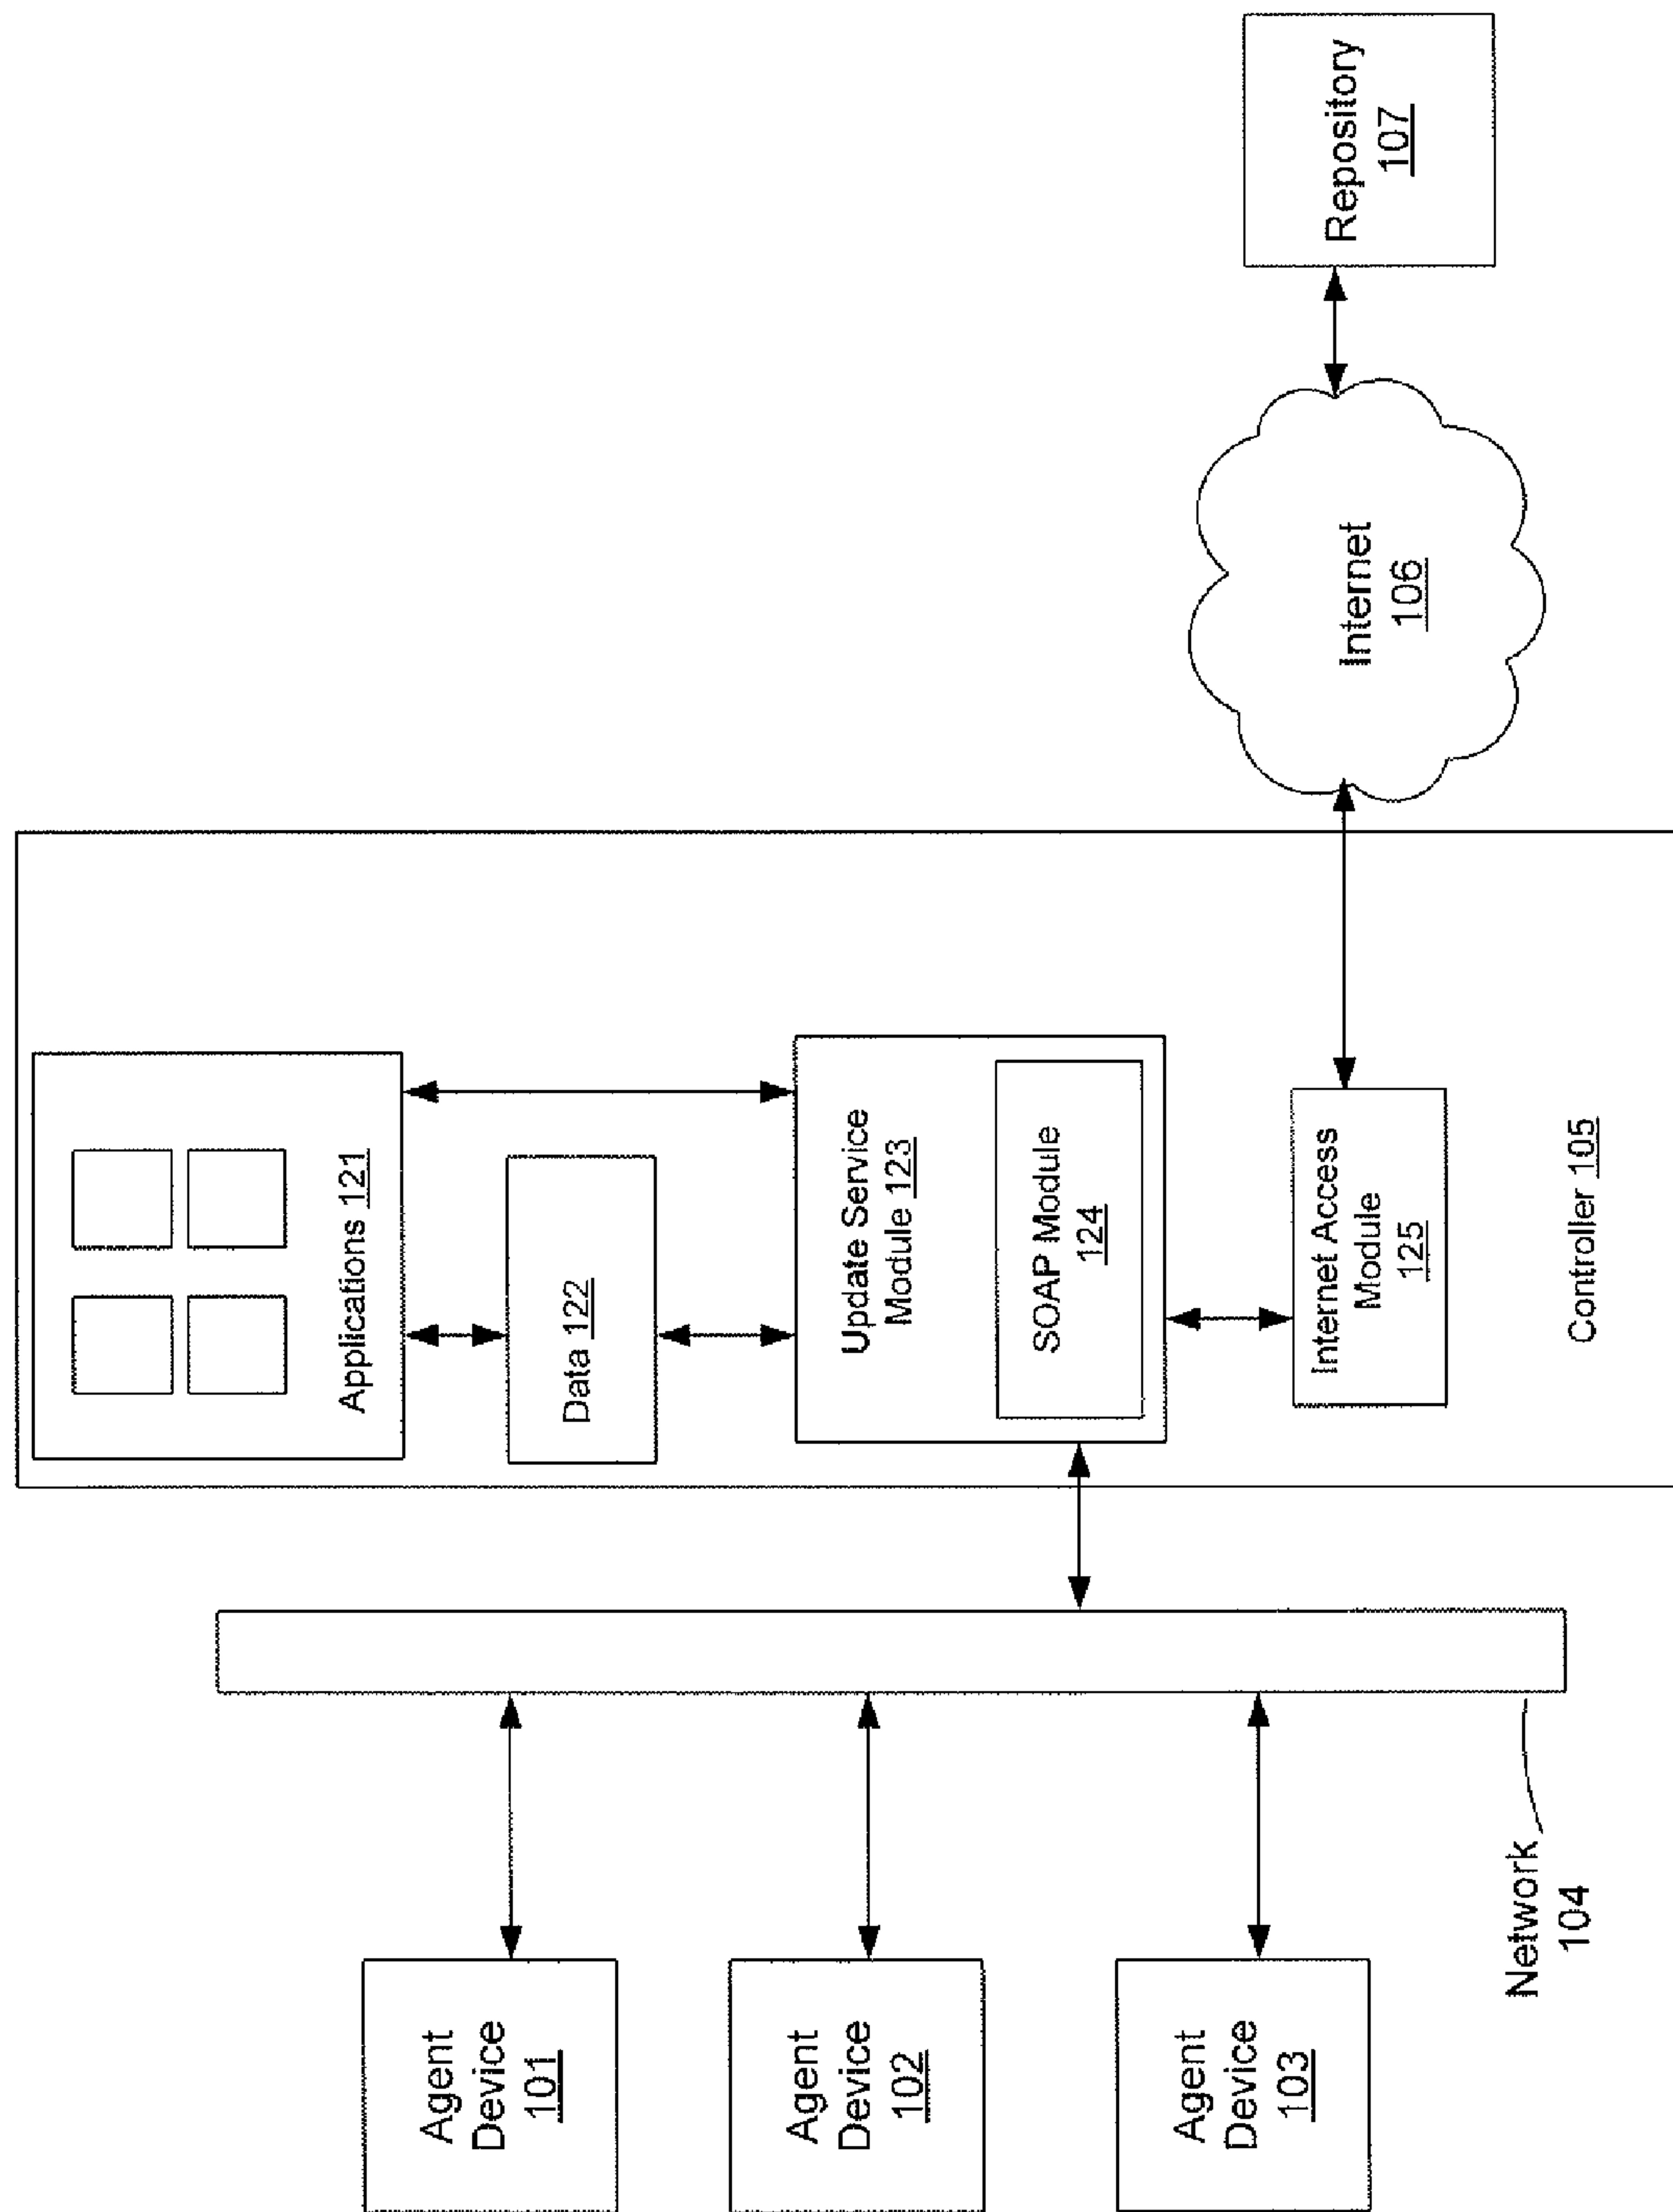 Agent
Device
101
Agent
Device
102
Agent
Device
103
Network
104
Applications 121
Data 122
Update Service
Module 123
SOAP Module
124
Internet Access
Module
125
Controller 105
Internet
106
Repository
107